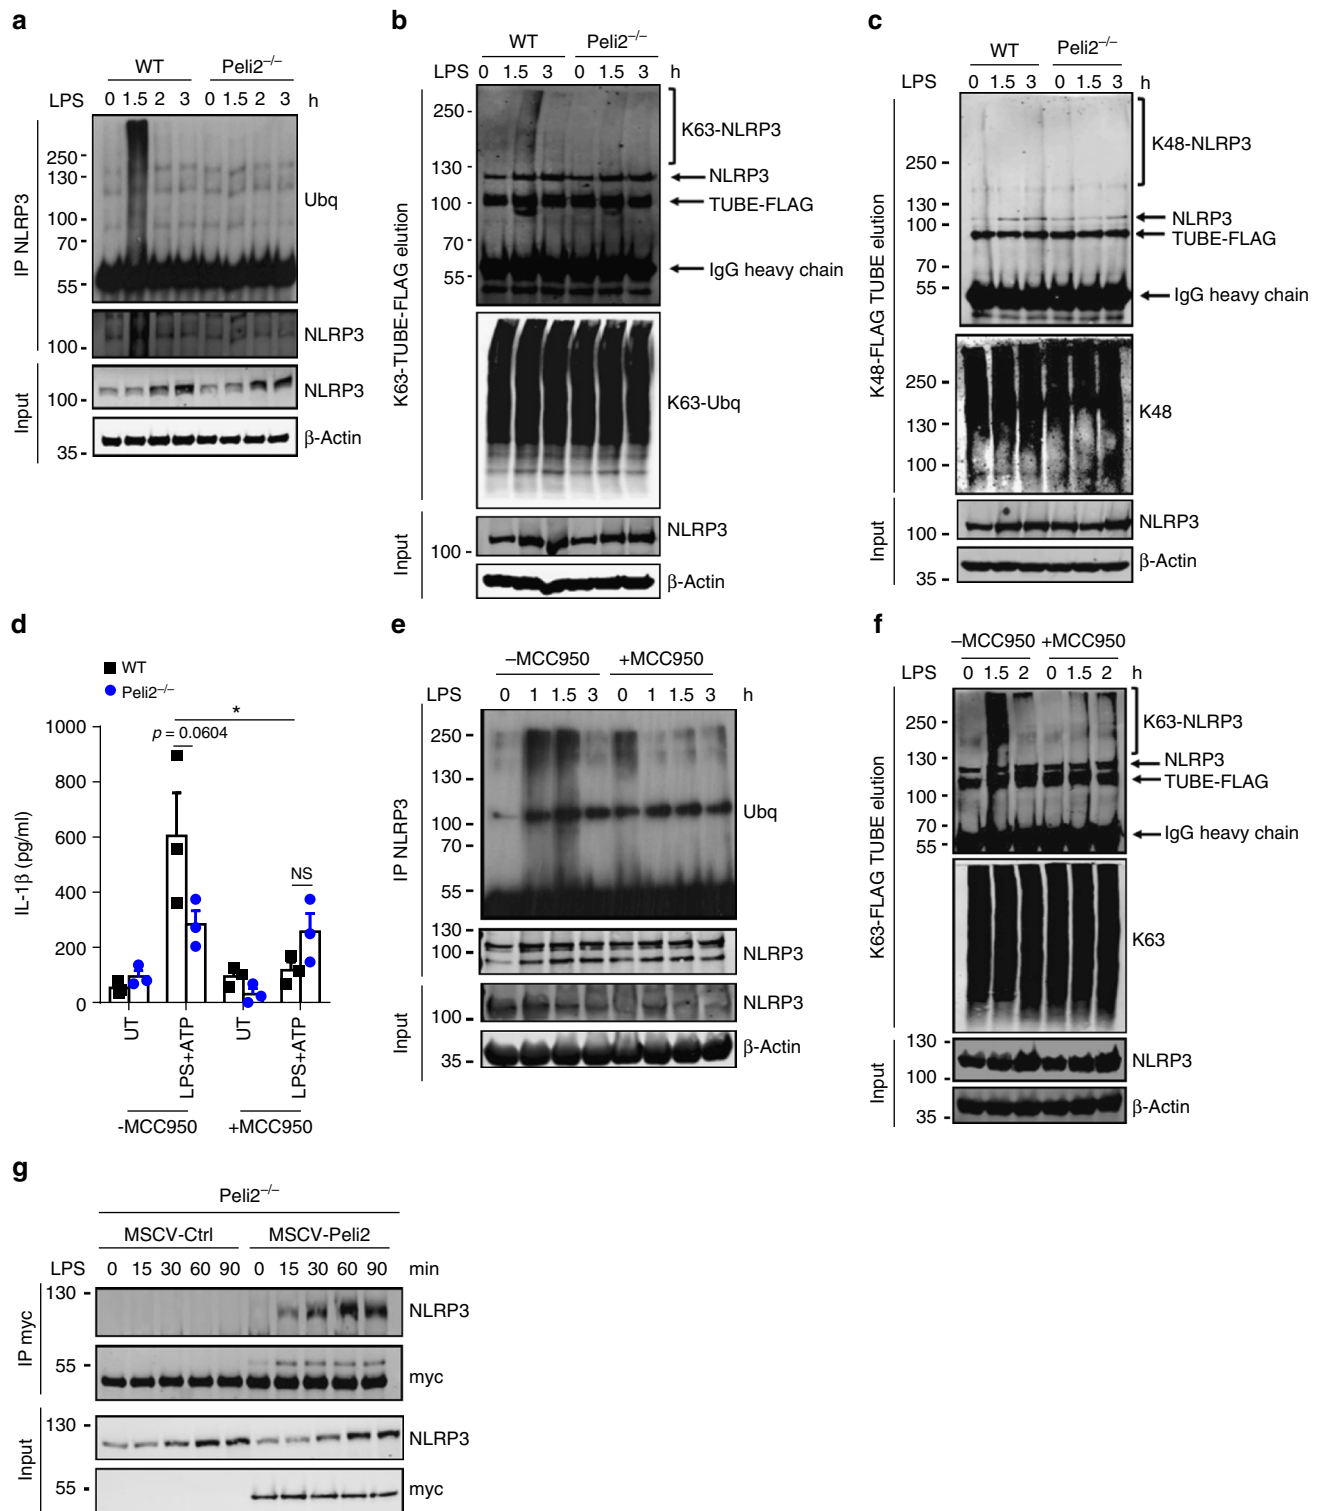 a
WT Peli2–/–
LPS 0 1.5 2 3 0 1.5 2 3 h
IP NLRP3
250
130
100
70
55
Ubq
100
NLRP3
Input
100
NLRP3
35
β-Actin
b
WT Peli2–/–
LPS 0 1.5 3 0 1.5 3 h
K63-TUBE-FLAG elution
250
130
100
70
55
K63-NLRP3
NLRP3
TUBE-FLAG
IgG heavy chain
K63-Ubq
Input
100
NLRP3
β-Actin
c
WT Peli2–/–
LPS 0 1.5 3 0 1.5 3 h
K48-FLAG TUBE elution
250
130
100
70
55
K48-NLRP3
NLRP3
TUBE-FLAG
IgG heavy chain
250
130
100
K48
Input
100
NLRP3
35
β-Actin
d
WT
Peli2–/–
IL-1β (pg/ml)
1000
800
600
400
200
0
*
p = 0.0604
NS
UT LPS+ATP UT LPS+ATP
-MCC950 +MCC950
e
–MCC950 +MCC950
LPS 0 1 1.5 3 0 1 1.5 3 h
IP NLRP3
250
130
100
70
55
Ubq
130
100
NLRP3
Input
100
NLRP3
35
β-Actin
f
–MCC950 +MCC950
LPS 0 1.5 2 0 1.5 2 h
K63-FLAG TUBE elution
250
130
100
70
55
K63-NLRP3
NLRP3
TUBE-FLAG
IgG heavy chain
K63
Input
130
100
NLRP3
35
β-Actin
g
Peli2–/–
MSCV-Ctrl MSCV-Peli2
LPS 0 15 30 60 90 0 15 30 60 90 min
IP myc
130
NLRP3
55
myc
Input
130
NLRP3
55
myc